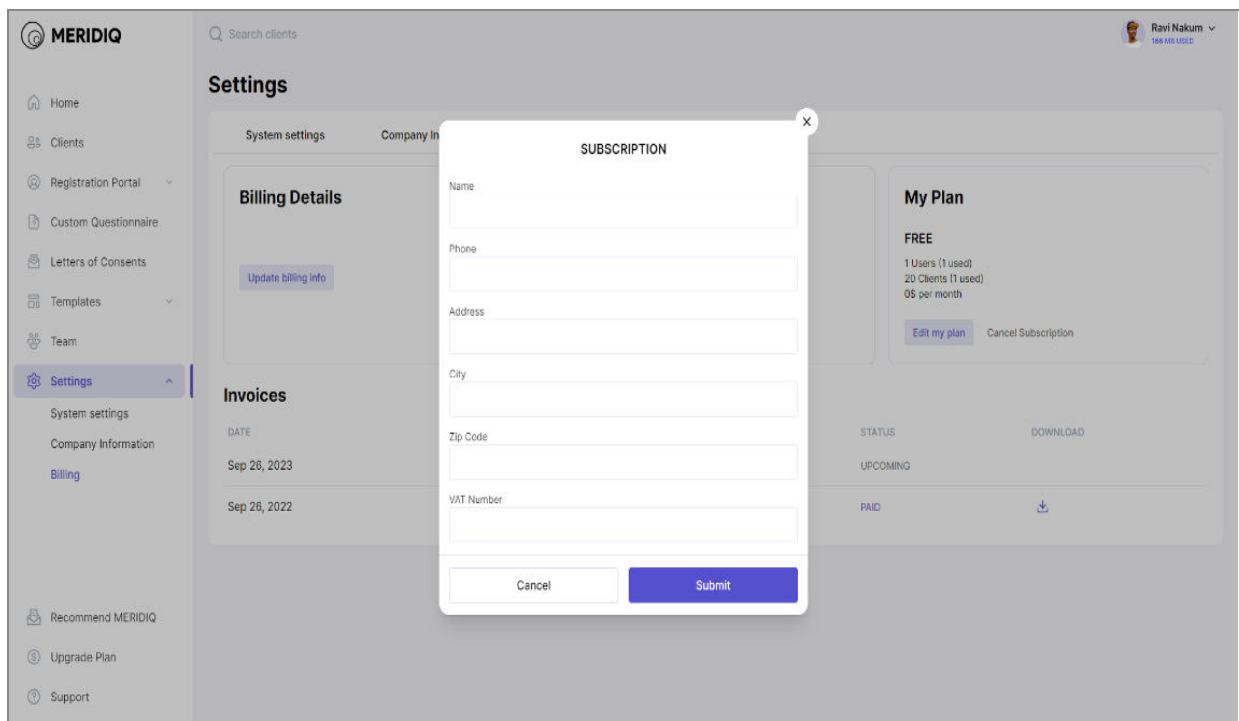 MERIDIQ
Search clients
Ravi Nakum
166 MB USED
Settings
Home
Clients
Registration Portal
Custom Questionnaire
Letters of Consents
Templates
Team
Settings
System settings
Company Information
Billing
Recommend MERIDIQ
Upgrade Plan
Support
System settings
Company In
Billing Details
Update billing info
My Plan
FREE
1 Users (1 used)
20 Clients (1 used)
0$ per month
Edit my plan
Cancel Subscription
Invoices
DATE
STATUS
DOWNLOAD
Sep 26, 2023
UPCOMING
Sep 26, 2022
PAID
X
SUBSCRIPTION
Name
Phone
Address
City
Zip Code
VAT Number
Cancel
Submit